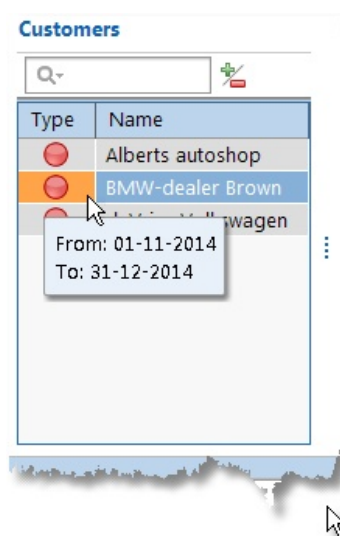 Customers
Type Name
Alberts autoshop
BMW-dealer Brown
wagen
From: 01-11-2014
To: 31-12-2014